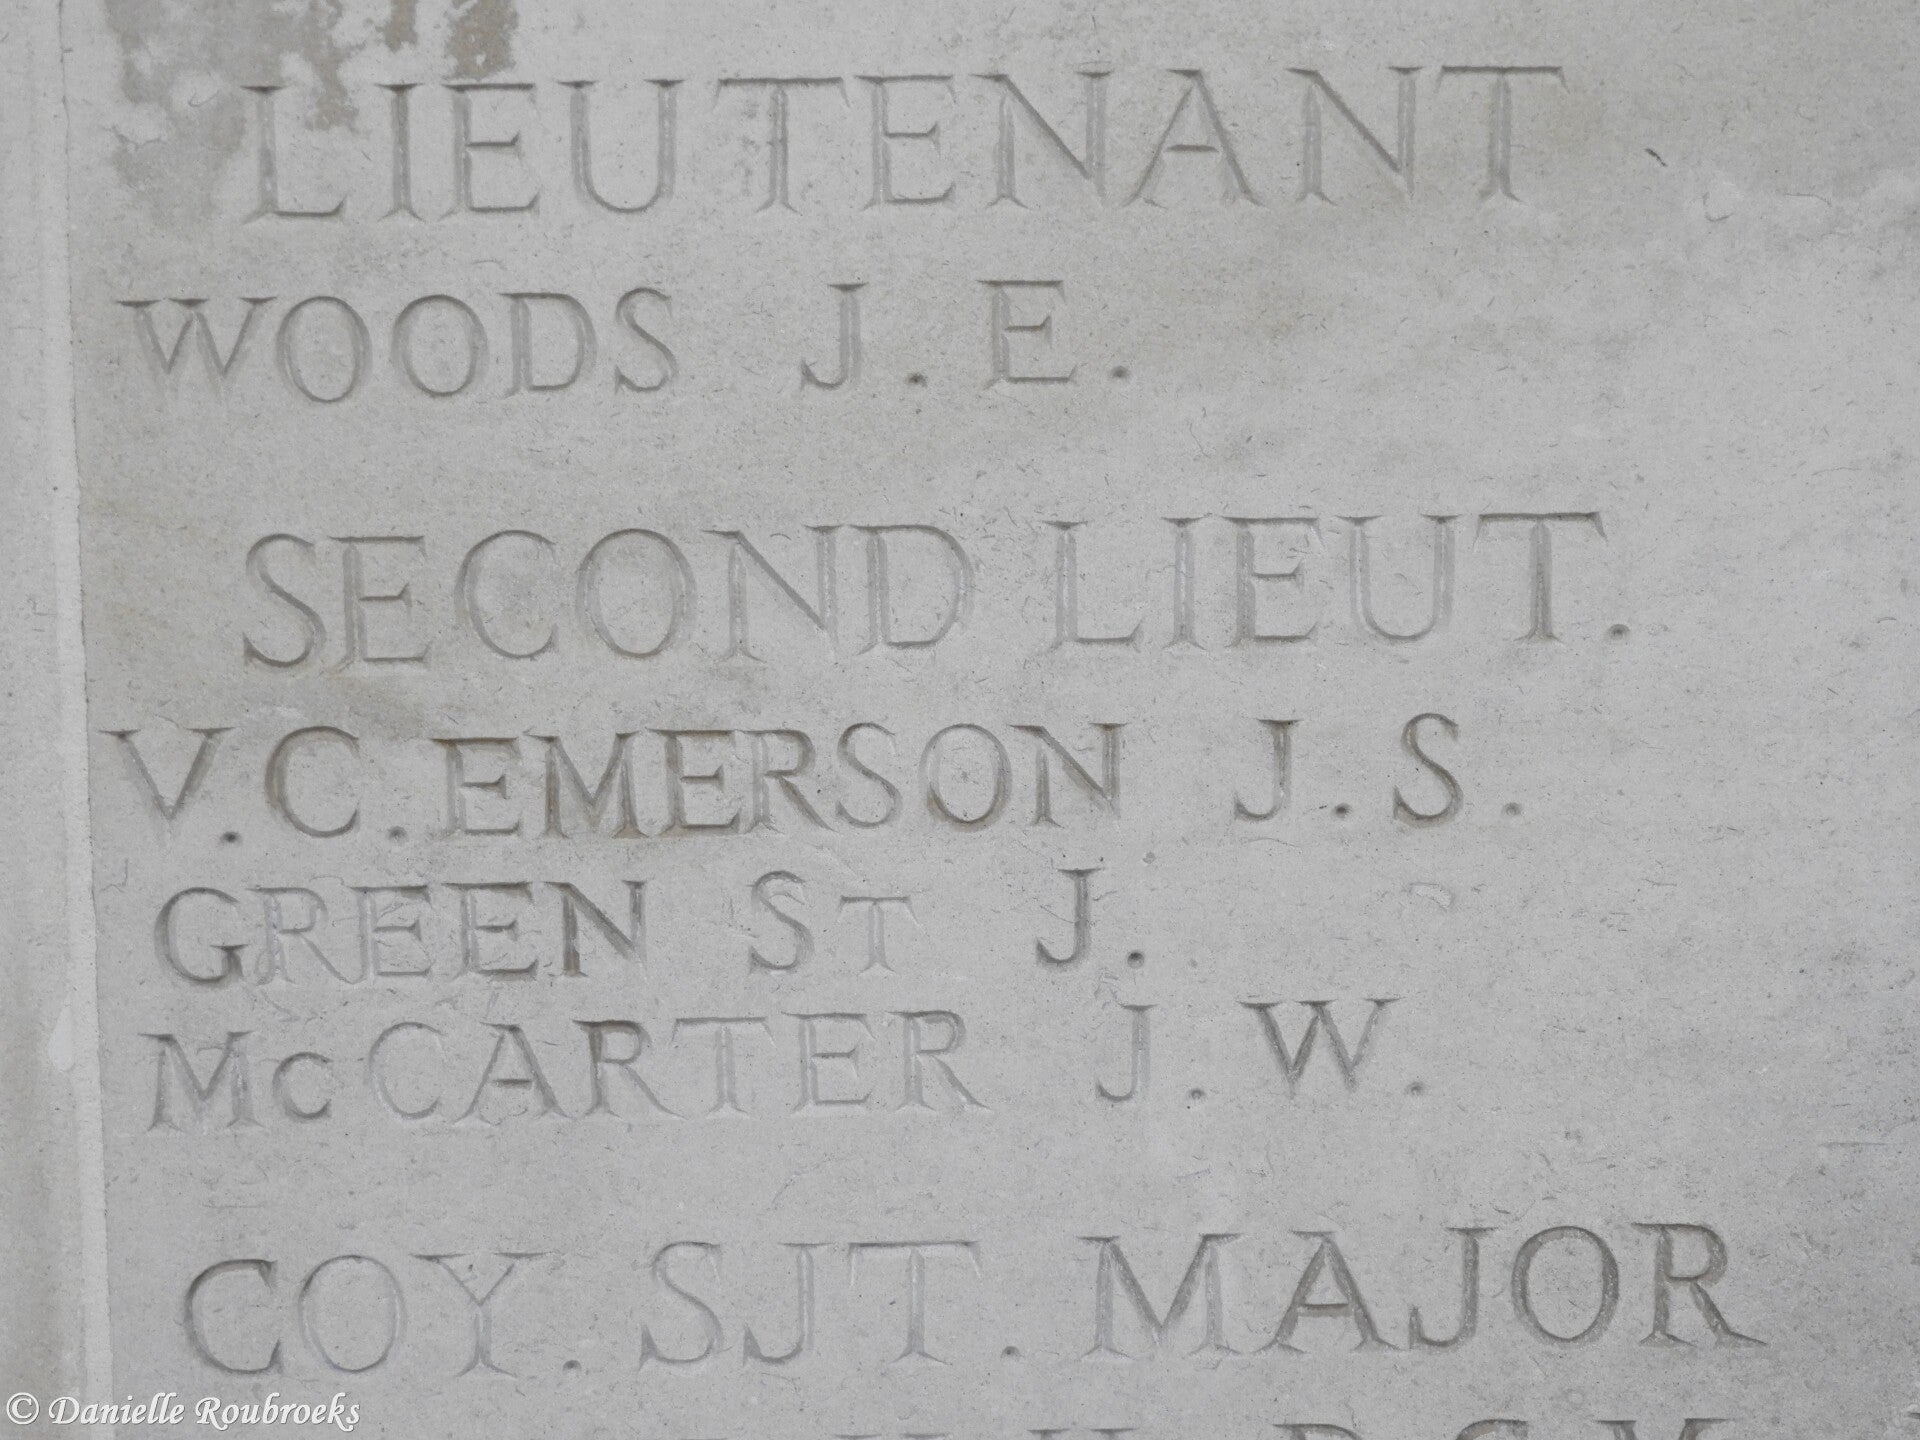 LIEUTENANT
WOODS J. E.
SECOND LIEUT.
V.C. EMERSON J. S.
GREEN ST J.
McCARTER J. W.
COY. SJT. MAJOR
© Danielle Roubroeks